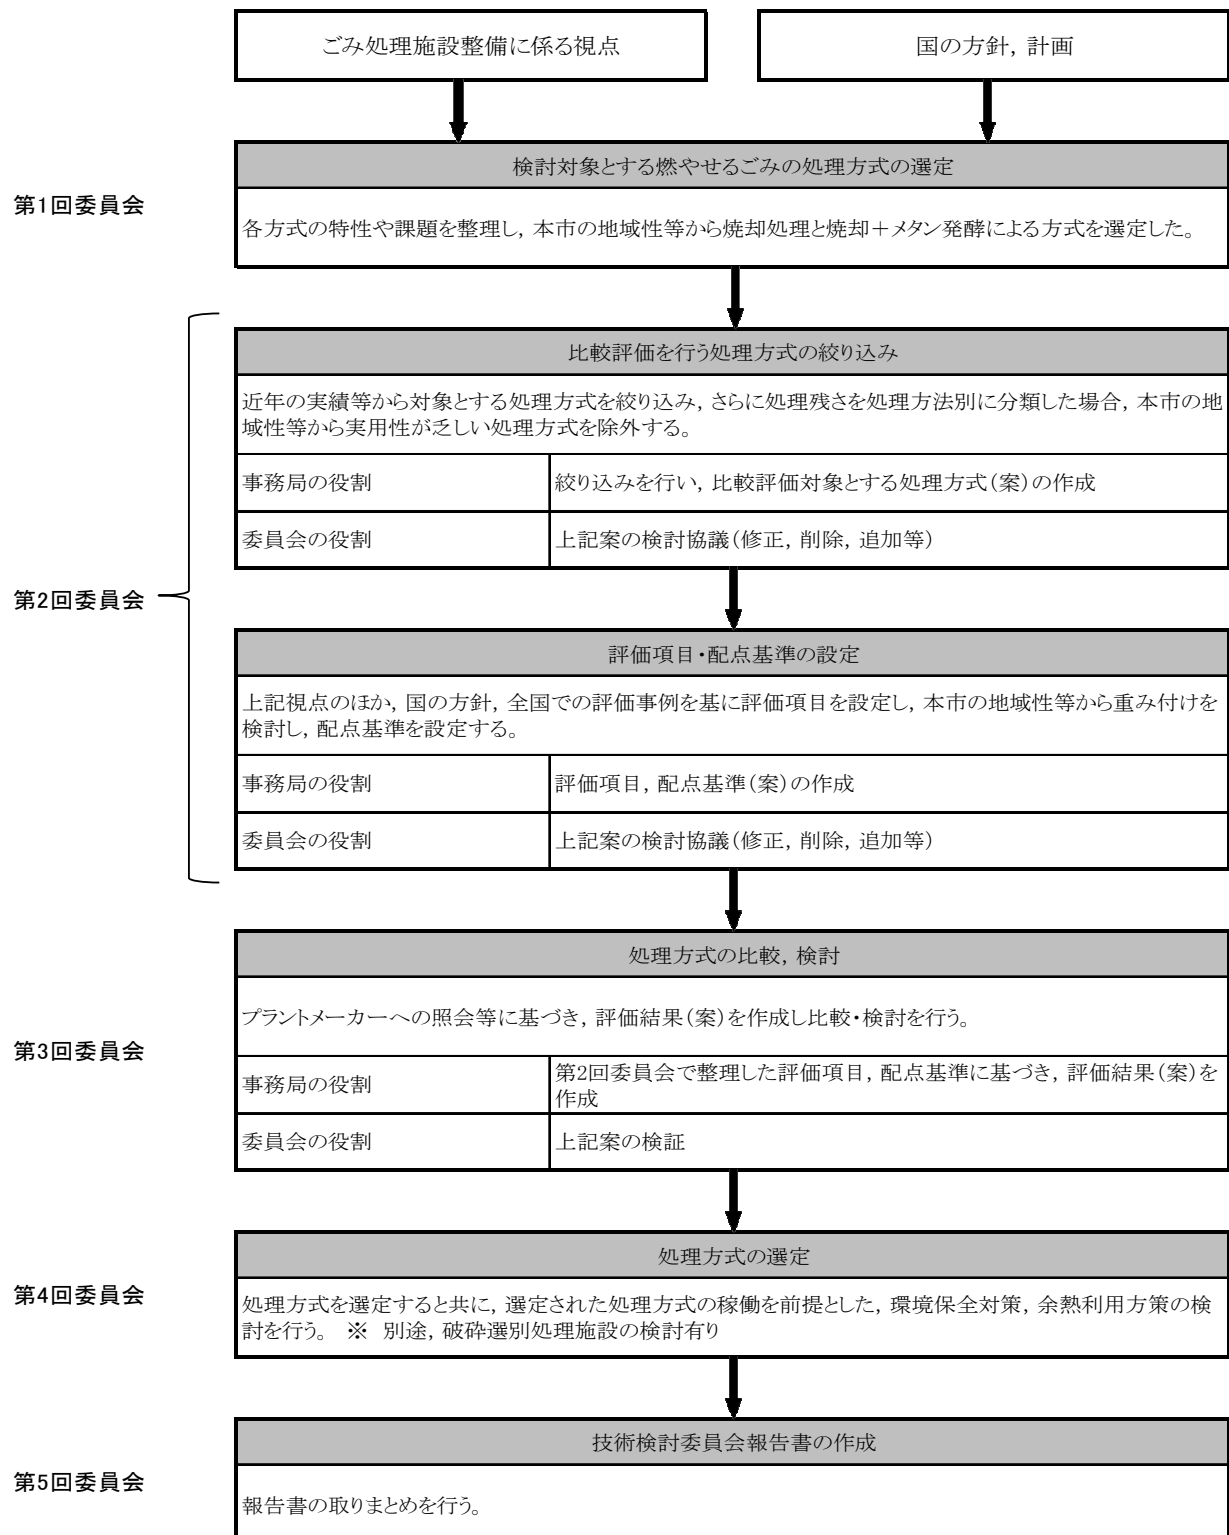 ごみ処理施設整備に係る視点
国の方針，計画
検討対象とする燃やせるごみの処理方式の選定
第1回委員会
各方式の特性や課題を整理し，本市の地域性等から焼却処理と焼却＋メタン発酵による方式を選定した。
比較評価を行う処理方式の絞り込み
近年の実績等から対象とする処理方式を絞り込み，さらに処理残さを処理方法別に分類した場合，本市の地
域性等から実用性が乏しい処理方式を除外する。
事務局の役割
絞り込みを行い，比較評価対象とする処理方式（案）の作成
委員会の役割
上記案の検討協議（修正，削除，追加等）
第2回委員会
評価項目・配点基準の設定
上記視点のほか，国の方針，全国での評価事例を基に評価項目を設定し，本市の地域性等から重み付けを
検討し，配点基準を設定する。
事務局の役割
評価項目，配点基準（案）の作成
委員会の役割
上記案の検討協議（修正，削除，追加等）
処理方式の比較，検討
プラントメーカーへの照会等に基づき，評価結果（案）を作成し比較・検討を行う。
第3回委員会
事務局の役割
第2回委員会で整理した評価項目，配点基準に基づき，評価結果（案）を
作成
委員会の役割
上記案の検証
処理方式の選定
第4回委員会
処理方式を選定すると共に，選定された処理方式の稼働を前提とした，環境保全対策，余熱利用方策の検
討を行う。　※　別途，破砕選別処理施設の検討有り
技術検討委員会報告書の作成
第5回委員会
報告書の取りまとめを行う。